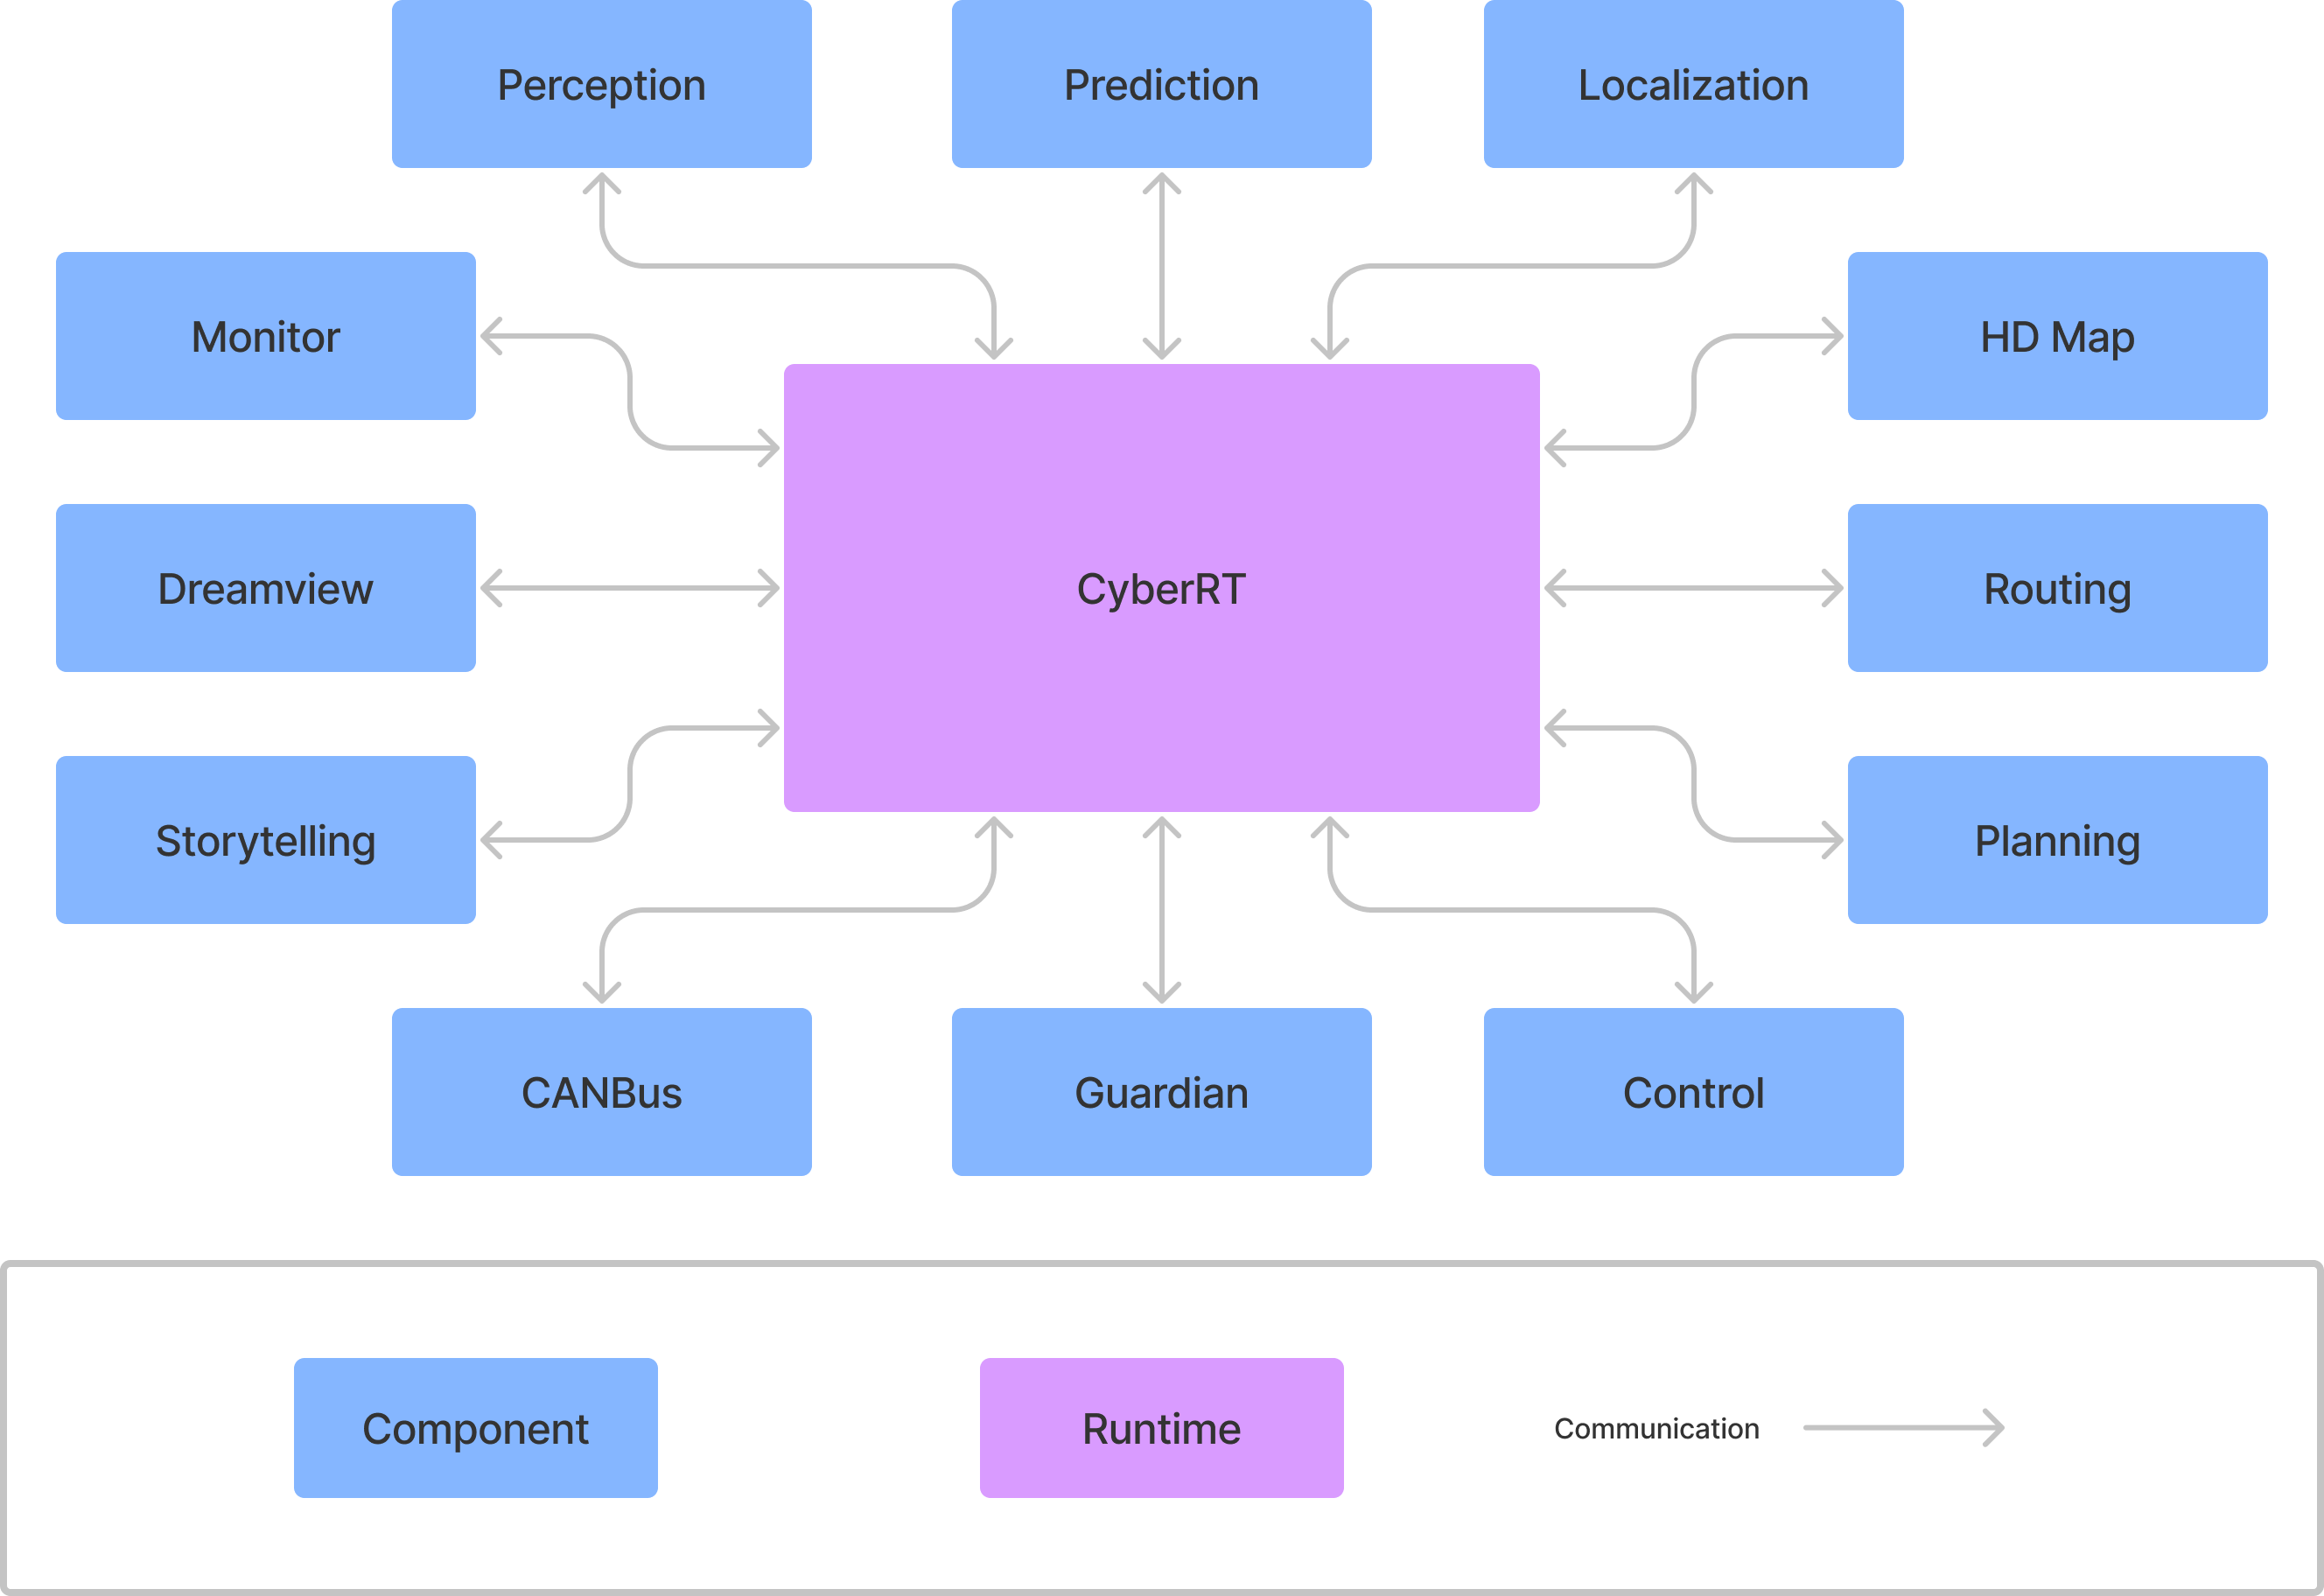 Perception
Prediction
Localization
Monitor
HD Map
Dreamview
CyberRT
Routing
Storytelling
Planning
CANBus
Guardian
Control
Component
Runtime
Communication